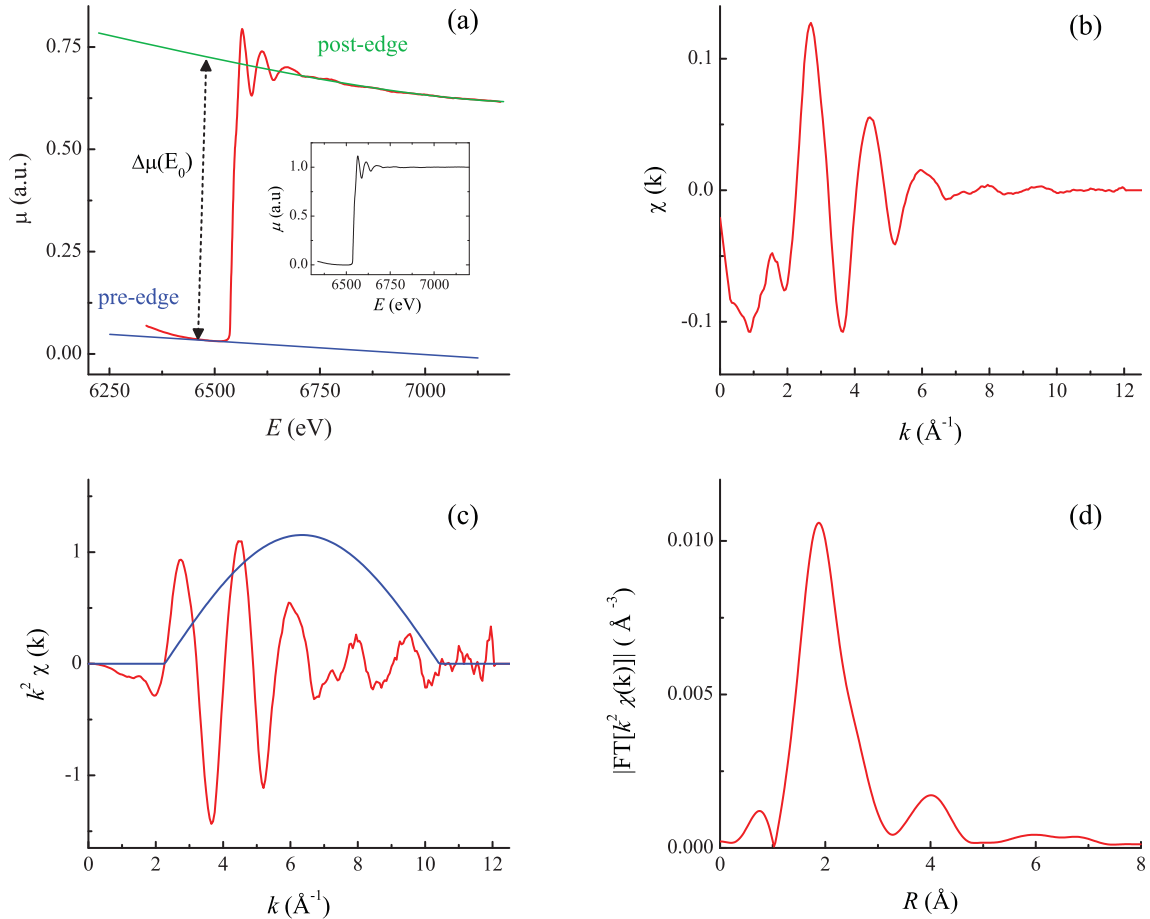 (a)
post-edge
0.75
0.50
0.25
0.00
μ (a.u.)
Δμ(E₀)
pre-edge
6250 6500 6750 7000
E (eV)
1.0
0.5
0.0
μ (a.u)
6500 6750 7000
E (eV)
(b)
0.1
0.0
-0.1
χ (k)
0 2 4 6 8 10 12
k (Å⁻¹)
(c)
1
0
-1
k² χ (k)
0 2 4 6 8 10 12
k (Å⁻¹)
(d)
0.010
0.005
0.000
|FT[k² χ(k)]| ( Å ⁻³)
0 2 4 6 8
R (Å)